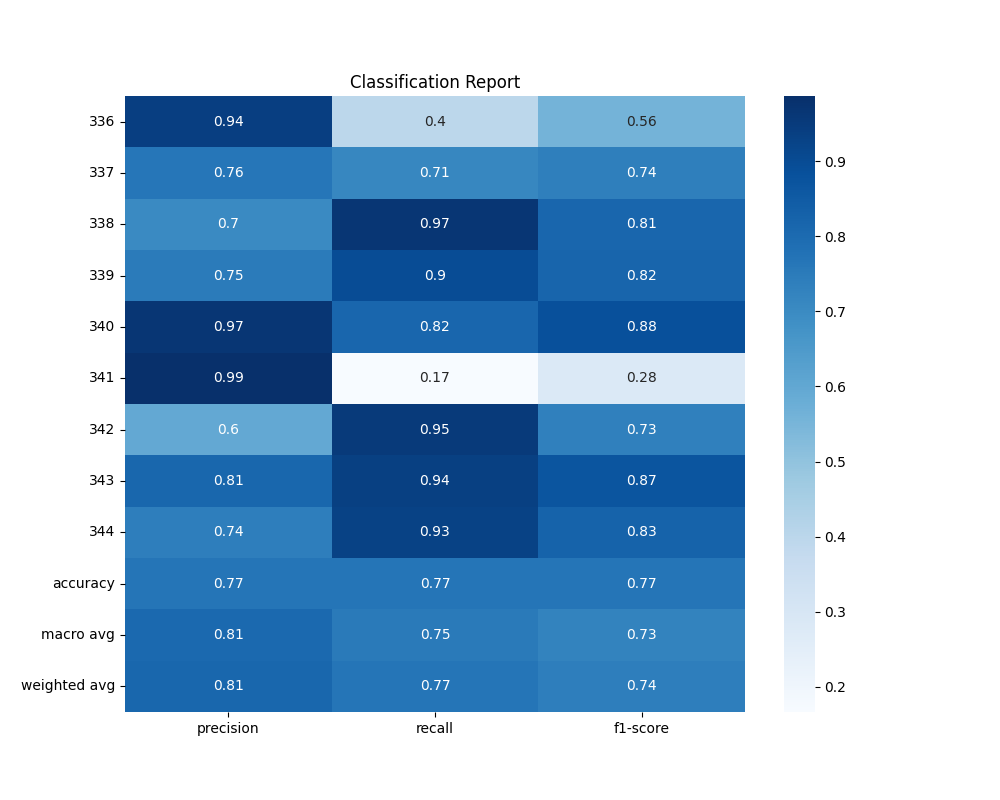 Classification Report
336 0.94 0.4 0.56
337 0.76 0.71 0.74
338 0.7 0.97 0.81
339 0.75 0.9 0.82
340 0.97 0.82 0.88
341 0.99 0.17 0.28
342 0.6 0.95 0.73
343 0.81 0.94 0.87
344 0.74 0.93 0.83
accuracy 0.77 0.77 0.77
macro avg 0.81 0.75 0.73
weighted avg 0.81 0.77 0.74
precision recall f1-score
0.9
0.8
0.7
0.6
0.5
0.4
0.3
0.2